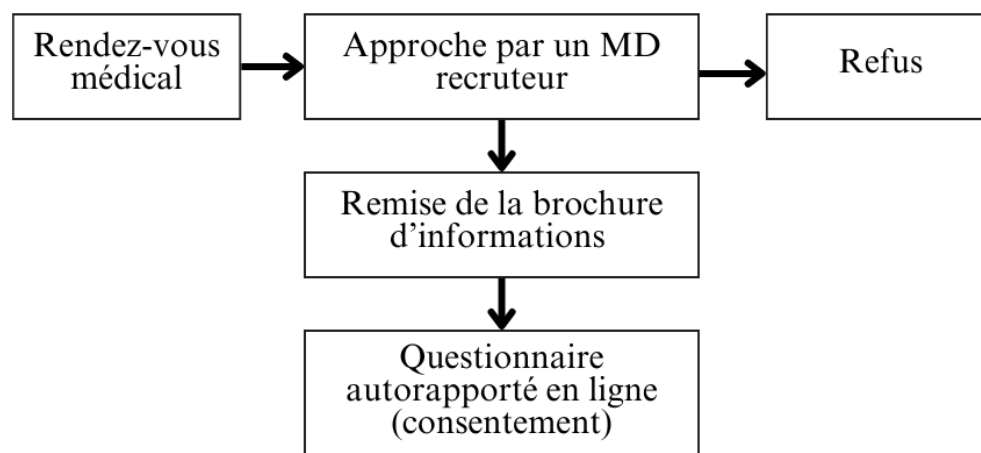 Rendez-vous
médical
Approche par un MD
recruteur
Refus
Remise de la brochure
d'informations
Questionnaire
autorapporté en ligne
(consentement)